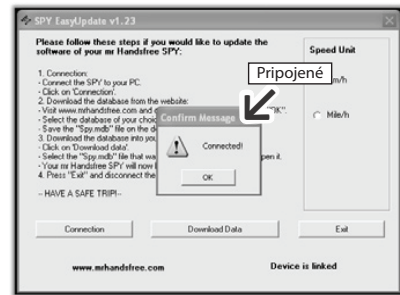 SPY EasyUpdate v1.23
Please follow these steps if you would like to update the
software of your mr Handsfree SPY:
1. Connection:
- Connect the SPY to your PC.
- Click on 'Connection'.
2. Download the database from the website:
- Visit www.mrhandsfree.com and "OK".
- Select the database of your
- Save the "Spy.mdb" file on the
3. Download the database into
- Click on "Download data".
- Select the "Spy.mdb" file that open it.
- Your mr Handsfree SPY will now
4. Press "Exit" and disconnect the
-- HAVE A SAFE TRIP!--
Speed Unit
Pripojené
m/h
Mile/h
Confirm Message
Connected!
OK
Connection
Download Data
Exit
www.mrhandsfree.com
Device is linked